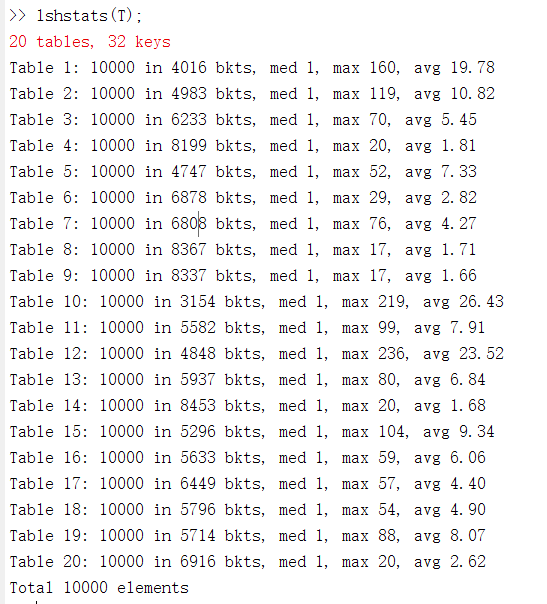 >> lshstats(T);
20 tables, 32 keys
Table 1: 10000 in 4016 bkts, med 1, max 160, avg 19.78
Table 2: 10000 in 4983 bkts, med 1, max 119, avg 10.82
Table 3: 10000 in 6233 bkts, med 1, max 70, avg 5.45
Table 4: 10000 in 8199 bkts, med 1, max 20, avg 1.81
Table 5: 10000 in 4747 bkts, med 1, max 52, avg 7.33
Table 6: 10000 in 6878 bkts, med 1, max 29, avg 2.82
Table 7: 10000 in 6808 bkts, med 1, max 76, avg 4.27
Table 8: 10000 in 8367 bkts, med 1, max 17, avg 1.71
Table 9: 10000 in 8337 bkts, med 1, max 17, avg 1.66
Table 10: 10000 in 3154 bkts, med 1, max 219, avg 26.43
Table 11: 10000 in 5582 bkts, med 1, max 99, avg 7.91
Table 12: 10000 in 4848 bkts, med 1, max 236, avg 23.52
Table 13: 10000 in 5937 bkts, med 1, max 80, avg 6.84
Table 14: 10000 in 8453 bkts, med 1, max 20, avg 1.68
Table 15: 10000 in 5296 bkts, med 1, max 104, avg 9.34
Table 16: 10000 in 5633 bkts, med 1, max 59, avg 6.06
Table 17: 10000 in 6449 bkts, med 1, max 57, avg 4.40
Table 18: 10000 in 5796 bkts, med 1, max 54, avg 4.90
Table 19: 10000 in 5714 bkts, med 1, max 88, avg 8.07
Table 20: 10000 in 6916 bkts, med 1, max 20, avg 2.62
Total 10000 elements